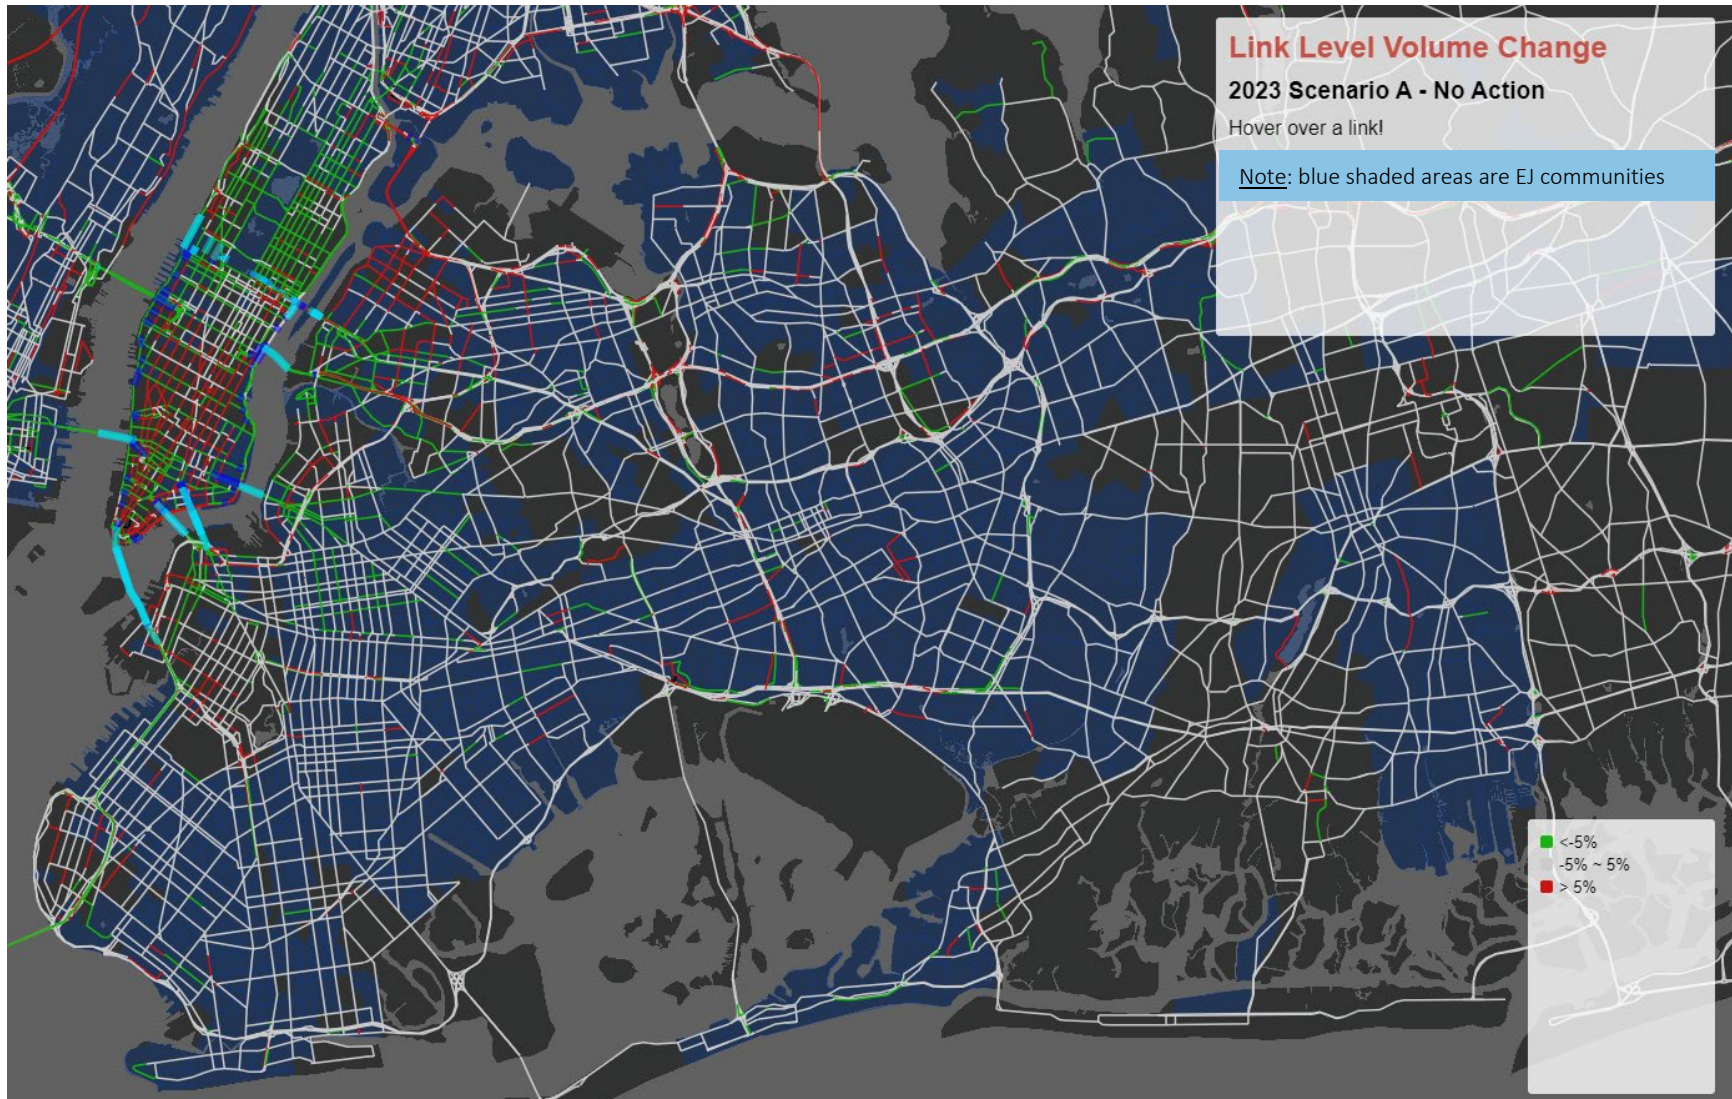 Link Level Volume Change
2023 Scenario A - No Action
Hover over a link!
Note: blue shaded areas are EJ communities
<-5%
-5% ~ 5%
> 5%